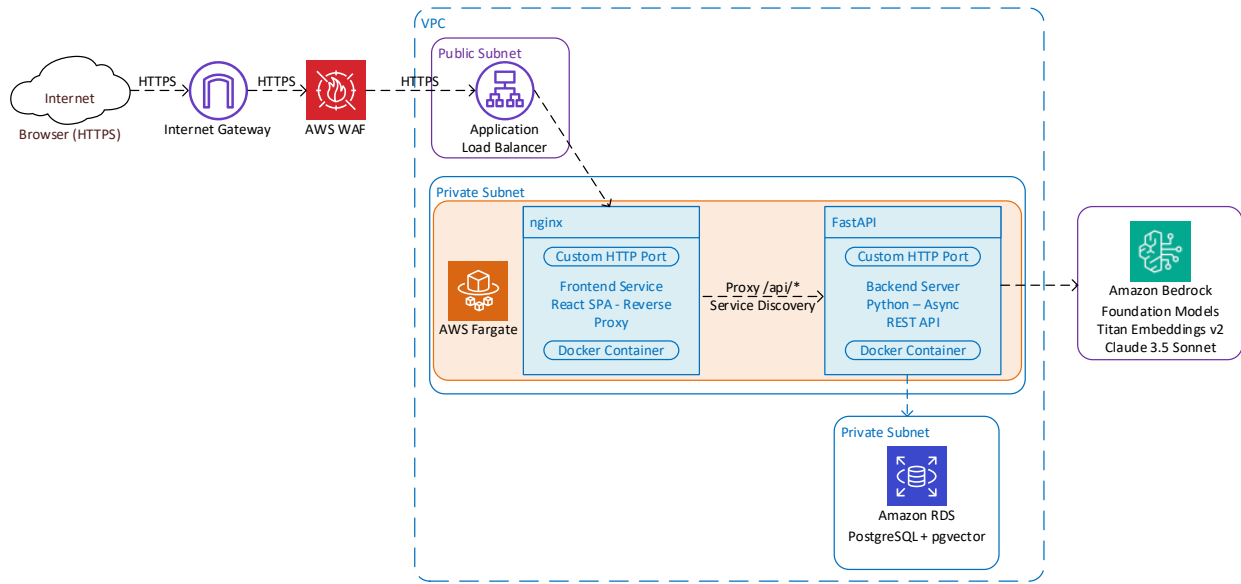 VPC
Public Subnet
HTTPS
HTTPS
HTTPS
Internet
Browser (HTTPS)
Internet Gateway
AWS WAF
Application
Load Balancer
Private Subnet
nginx
Custom HTTP Port
Frontend Service
React SPA - Reverse
Proxy
Docker Container
AWS Fargate
Proxy /api/*
Service Discovery
FastAPI
Custom HTTP Port
Backend Server
Python – Async
REST API
Docker Container
Amazon Bedrock
Foundation Models
Titan Embeddings v2
Claude 3.5 Sonnet
Private Subnet
Amazon RDS
PostgreSQL + pgvector